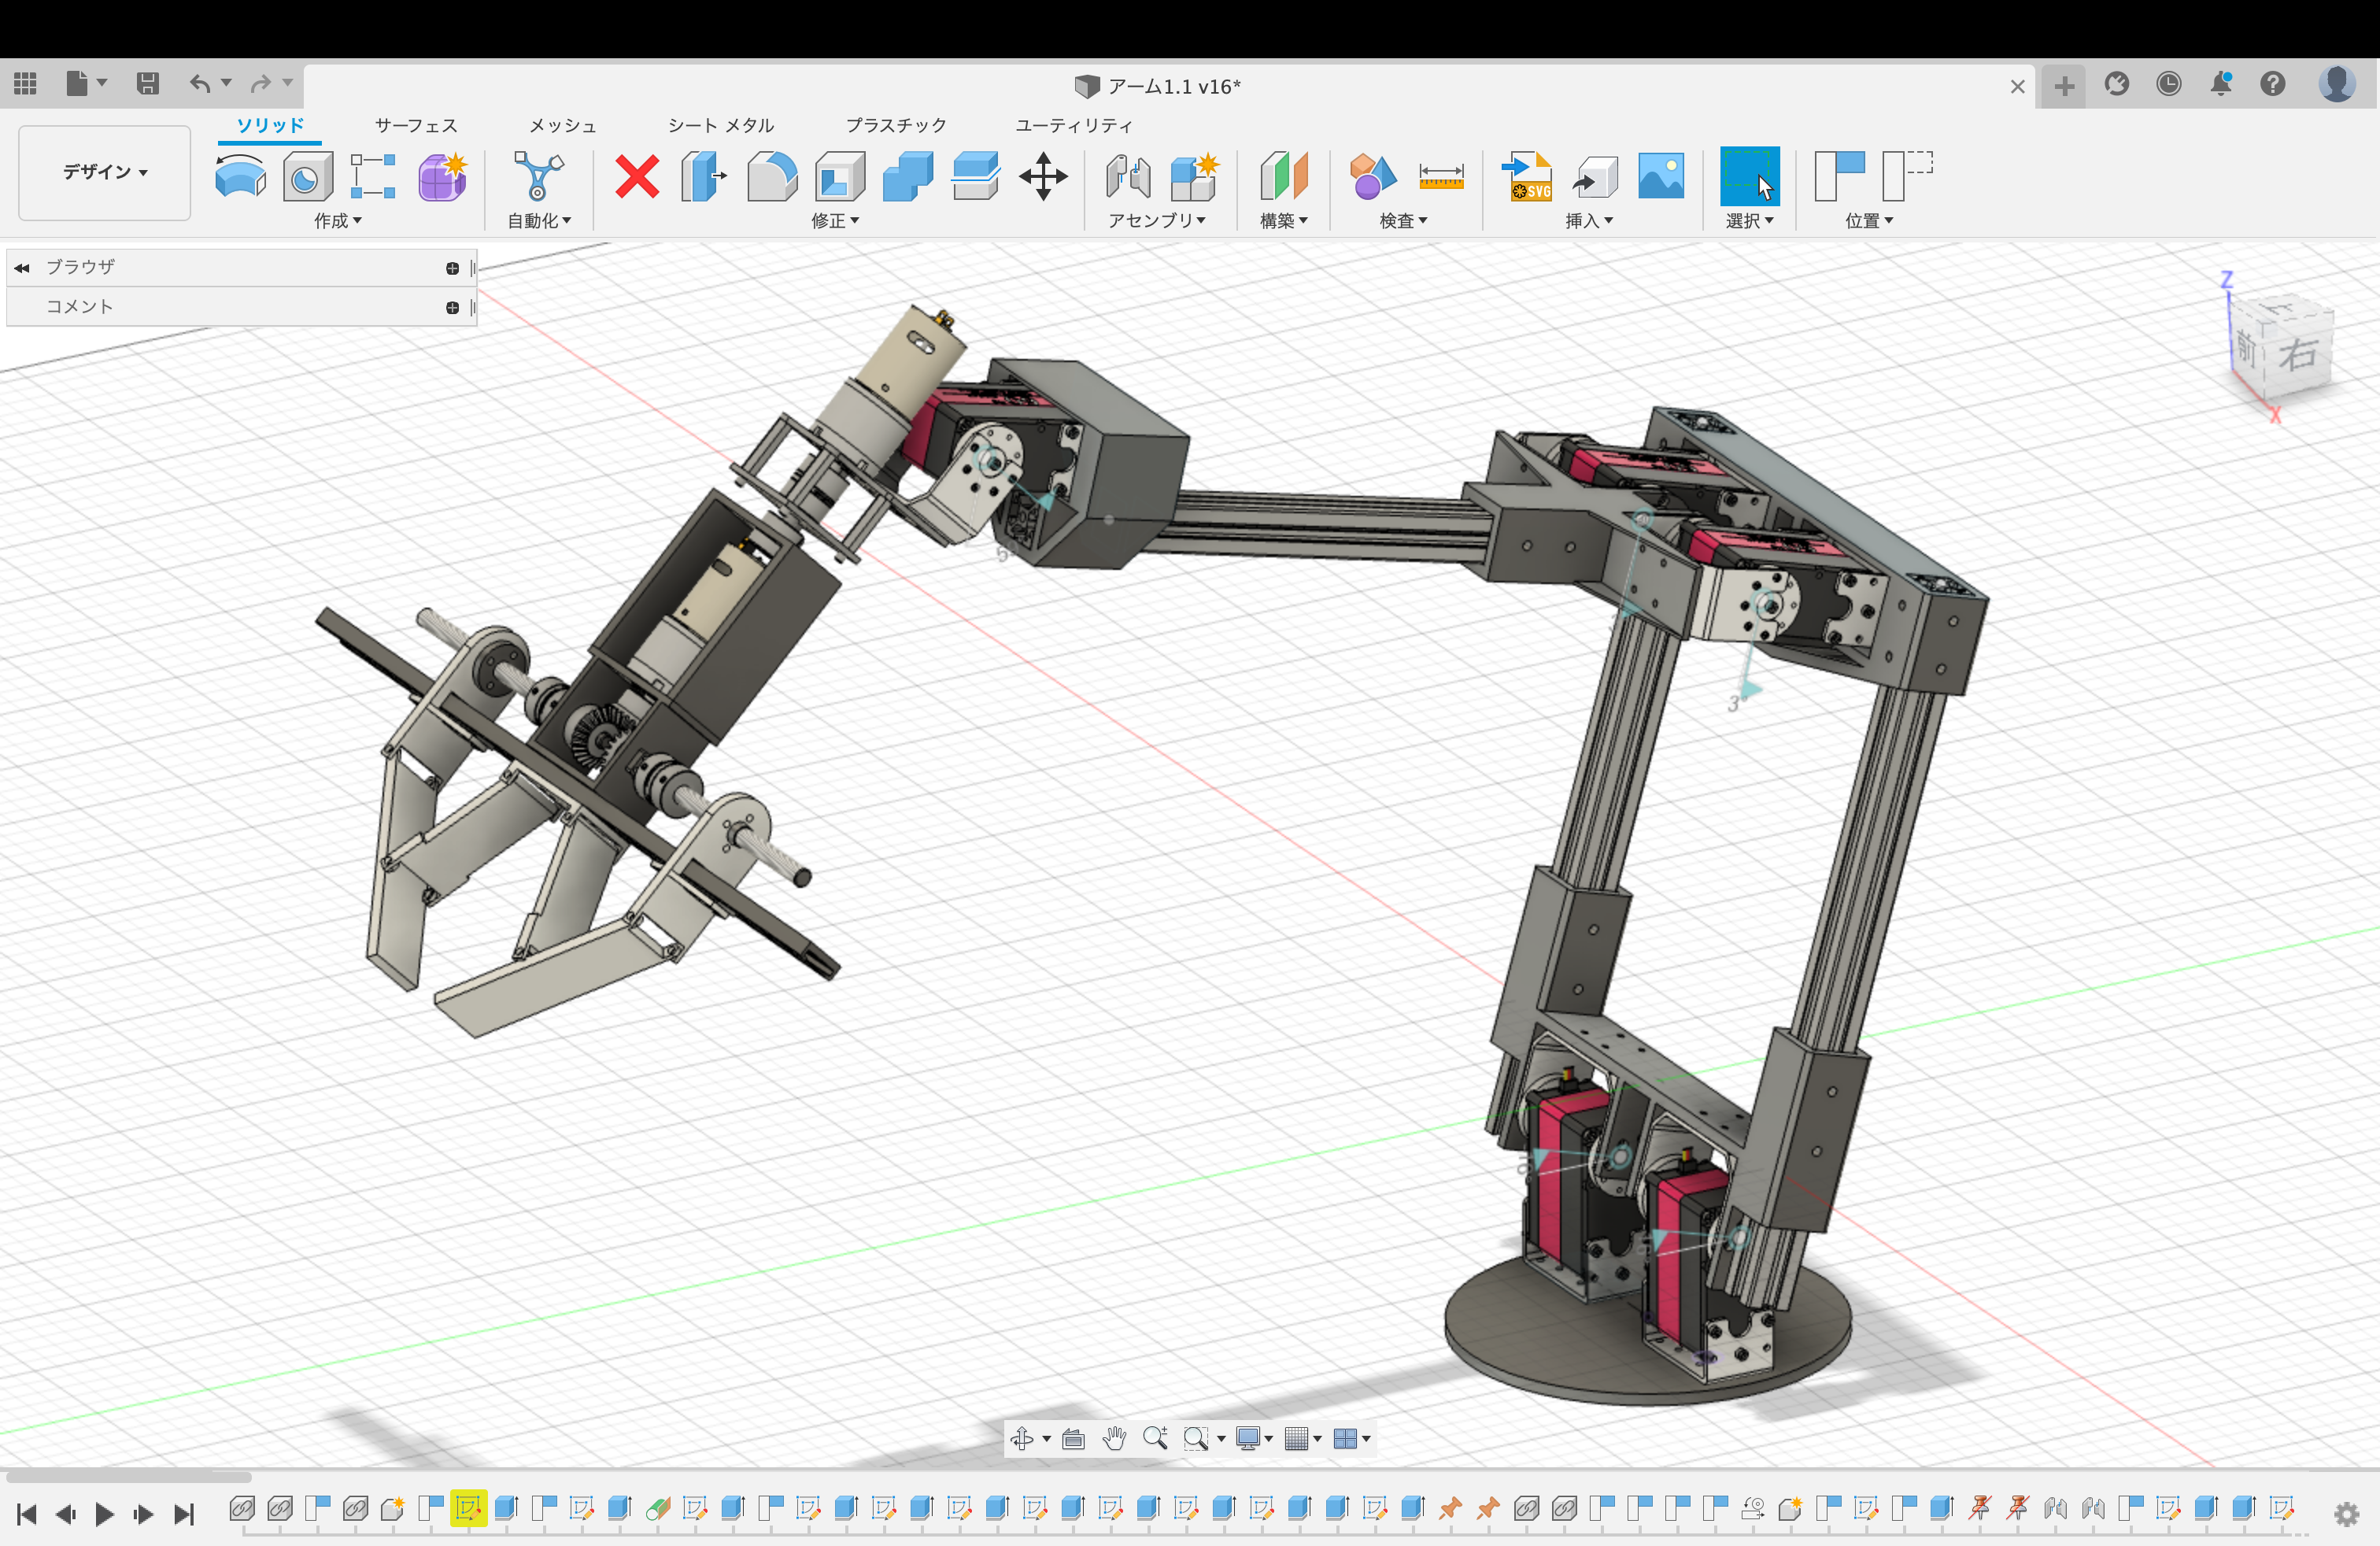 アーム1.1 v16*
ソリッド サーフェス メッシュ シート メタル プラスチック ユーティリティ
デザイン
SVG
作成 自動化 修正 アセンブリ 構築 検査 挿入 選択 位置
ブラウザ
コメント
Z
前 右
X
3°